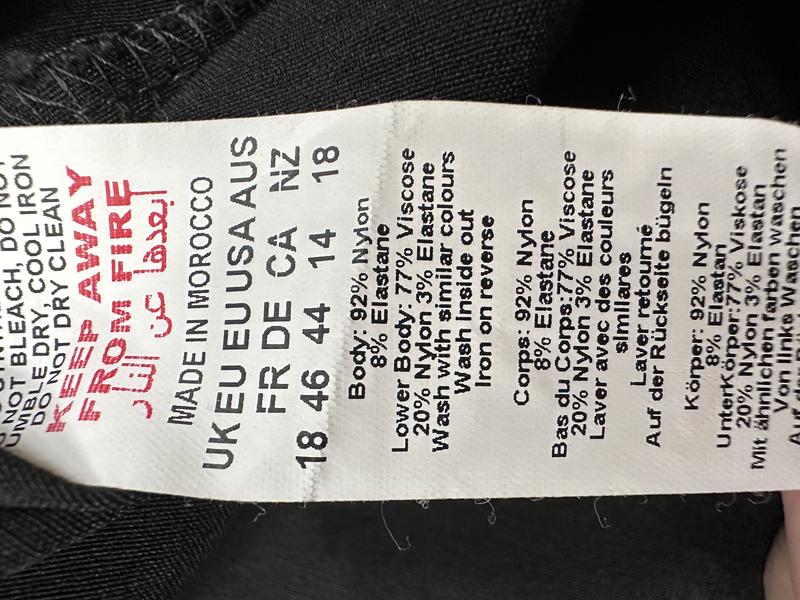 NOT BLEACH, DO NOT
TUMBLE DRY, COOL IRON
DO NOT DRY CLEAN
KEEP AWAY
FROM FIRE
ابعدها عن النار
MADE IN MOROCCO
UK EU EU USA AUS
FR DE CA NZ
18 46 44 14 18
Body: 92% Nylon
8% Elastane
Lower Body: 77% Viscose
20% Nylon 3% Elastane
Wash with similar colours
Wash Inside out
Iron on reverse
Corps: 92% Nylon
8% Elastane
Bas du Corps:77% Viscose
20% Nylon 3% Elastane
Laver avec des couleurs
similares
Laver retourné
Auf der Rückseite bügeln
Körper: 92% Nylon
8% Elastan
UnterKörper:77% Viskose
20% Nylon 3% Elastan
Mit ähnlichen farben waschen
Von links Waschen